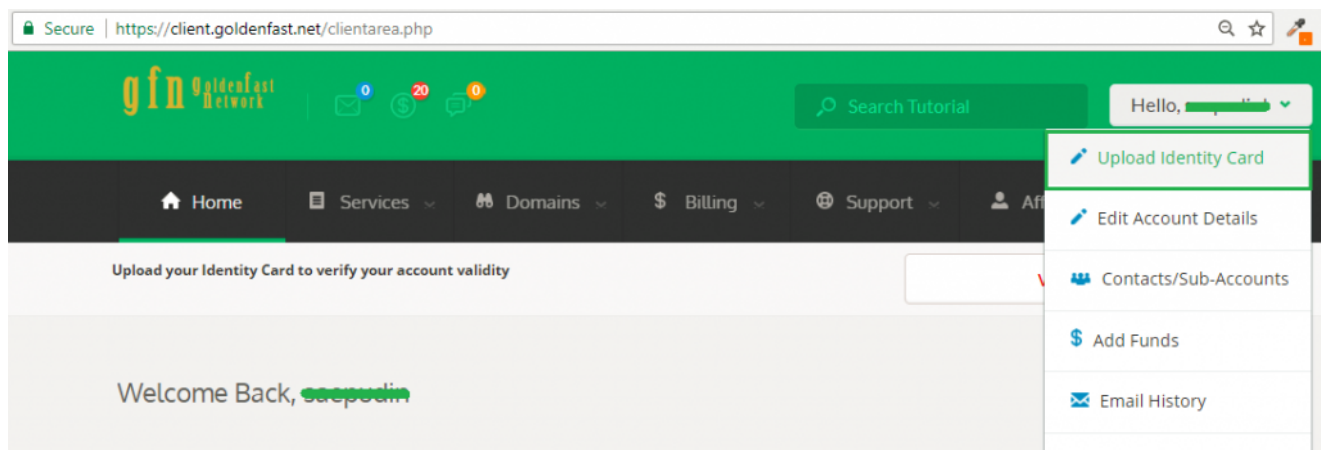 Secure | https://client.goldenfast.net/clientarea.php
gfn Goldenfast Network 0 20 0 Search Tutorial Hello,
Upload Identity Card
Home Services Domains $ Billing Support Aff
Edit Account Details
Upload your Identity Card to verify your account validity
Contacts/Sub-Accounts
$ Add Funds
Welcome Back,
Email History